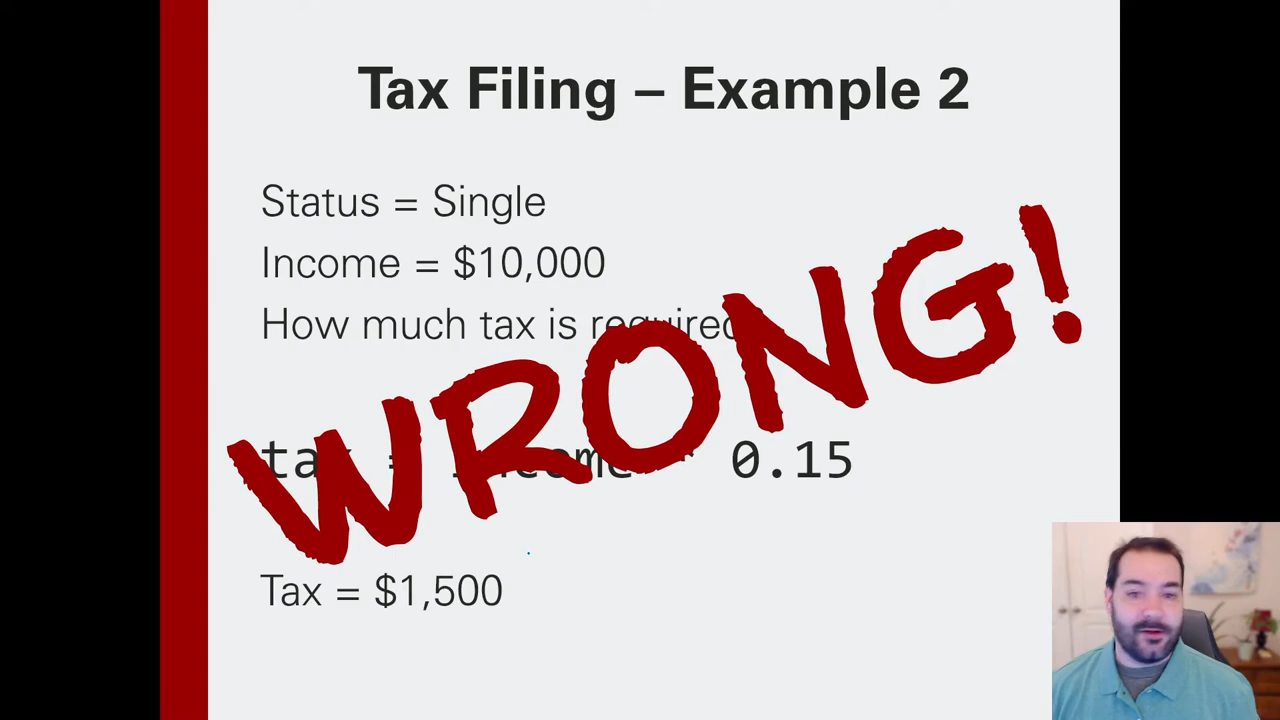 Tax Filing – Example 2
Status = Single
Income = $10,000
How much tax is required?
WRONG!
tax = income * 0.15
Tax = $1,500